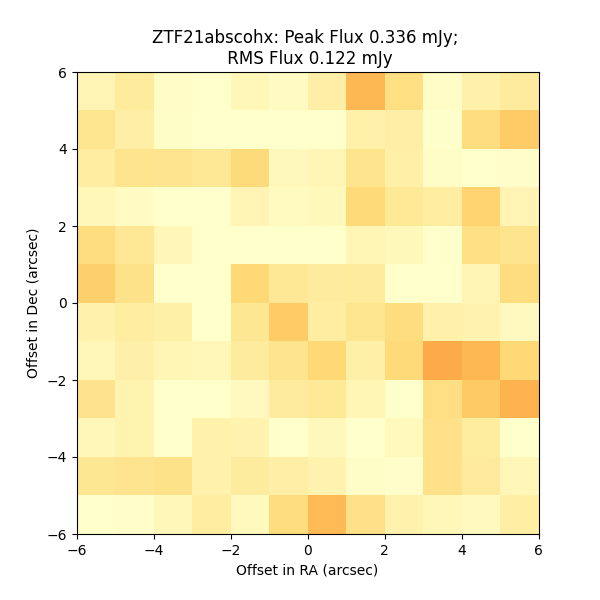 ZTF21abscohx: Peak Flux 0.336 mJy;
RMS Flux 0.122 mJy
6
4
2
0
−2
−4
−6
Offset in Dec (arcsec)
−6 −4 −2 0 2 4 6
Offset in RA (arcsec)